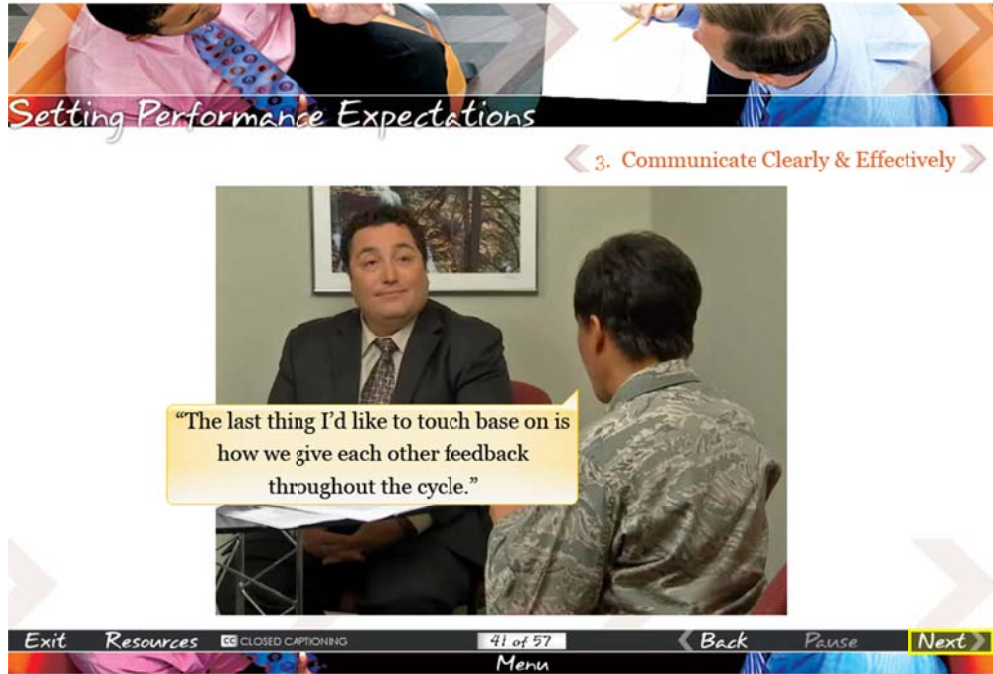 Setting Performance Expectations
3. Communicate Clearly & Effectively
“The last thing I’d like to touch base on is
how we give each other feedback
throughout the cycle.”
Exit Resources CC CLOSED CAPTIONING 41 of 57 Back Pause Next
Menu